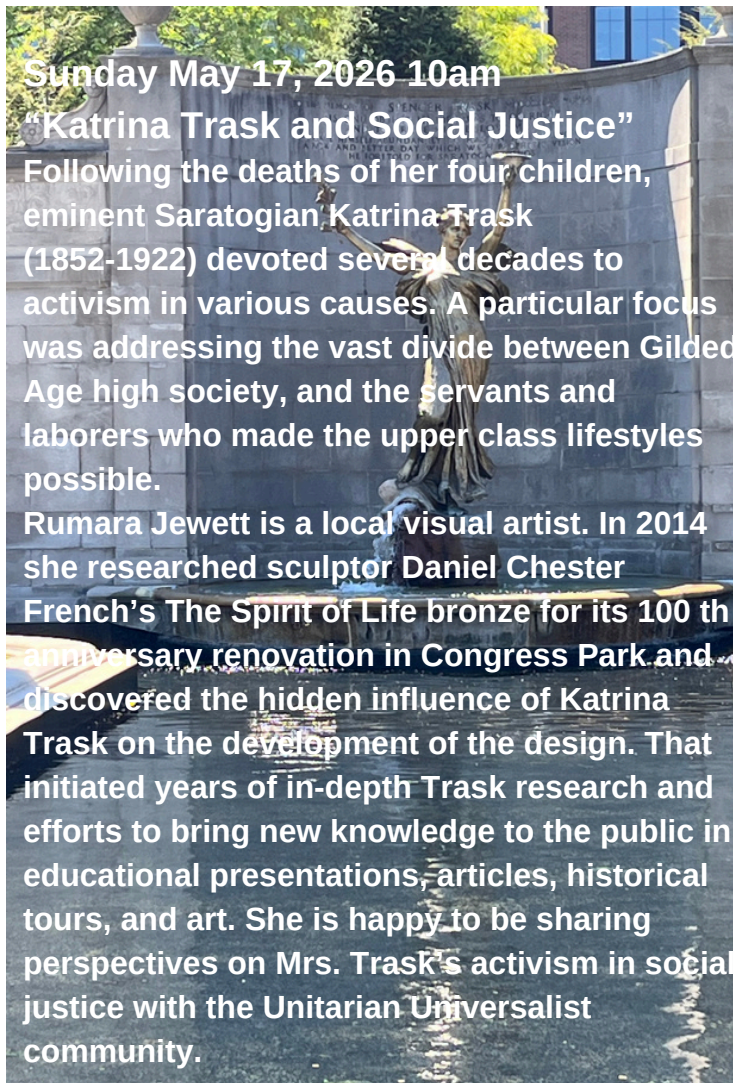 Sunday May 17, 2026 10am
“Katrina Trask and Social Justice”
Following the deaths of her four children,
eminent Saratogian Katrina Trask
(1852-1922) devoted several decades to
activism in various causes. A particular focus
was addressing the vast divide between Gilded
Age high society, and the servants and
laborers who made the upper class lifestyles
possible.
Rumara Jewett is a local visual artist. In 2014
she researched sculptor Daniel Chester
French’s The Spirit of Life bronze for its 100 th
anniversary renovation in Congress Park and
discovered the hidden influence of Katrina
Trask on the development of the design. That
initiated years of in-depth Trask research and
efforts to bring new knowledge to the public in
educational presentations, articles, historical
tours, and art. She is happy to be sharing
perspectives on Mrs. Trask’s activism in social
justice with the Unitarian Universalist
community.